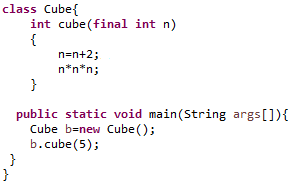 class Cube{
    int cube(final int n)
    {
        n=n+2;
        n*n*n;
    }
  public static void main(String args[]){
    Cube b=new Cube();
    b.cube(5);
 }
}